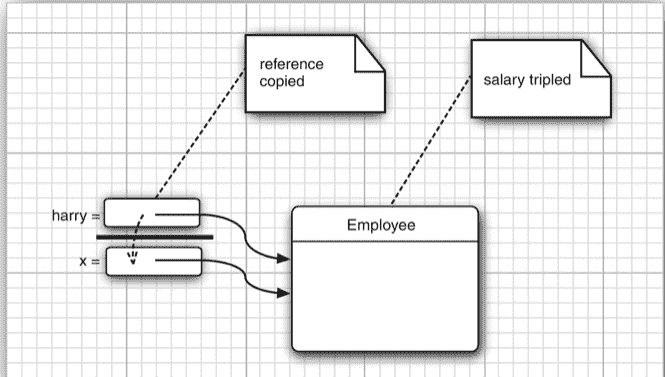 reference
copied
salary tripled
harry =
Employee
x =